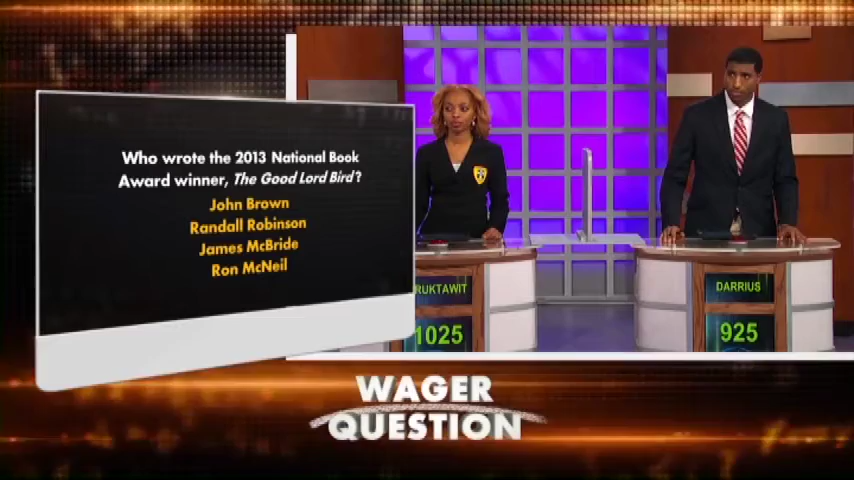 Who wrote the 2013 National Book
Award winner, The Good Lord Bird?
John Brown
Randall Robinson
James McBride
Ron McNeil
RUKTAWIT
1025
DARRIUS
925
WAGER
QUESTION